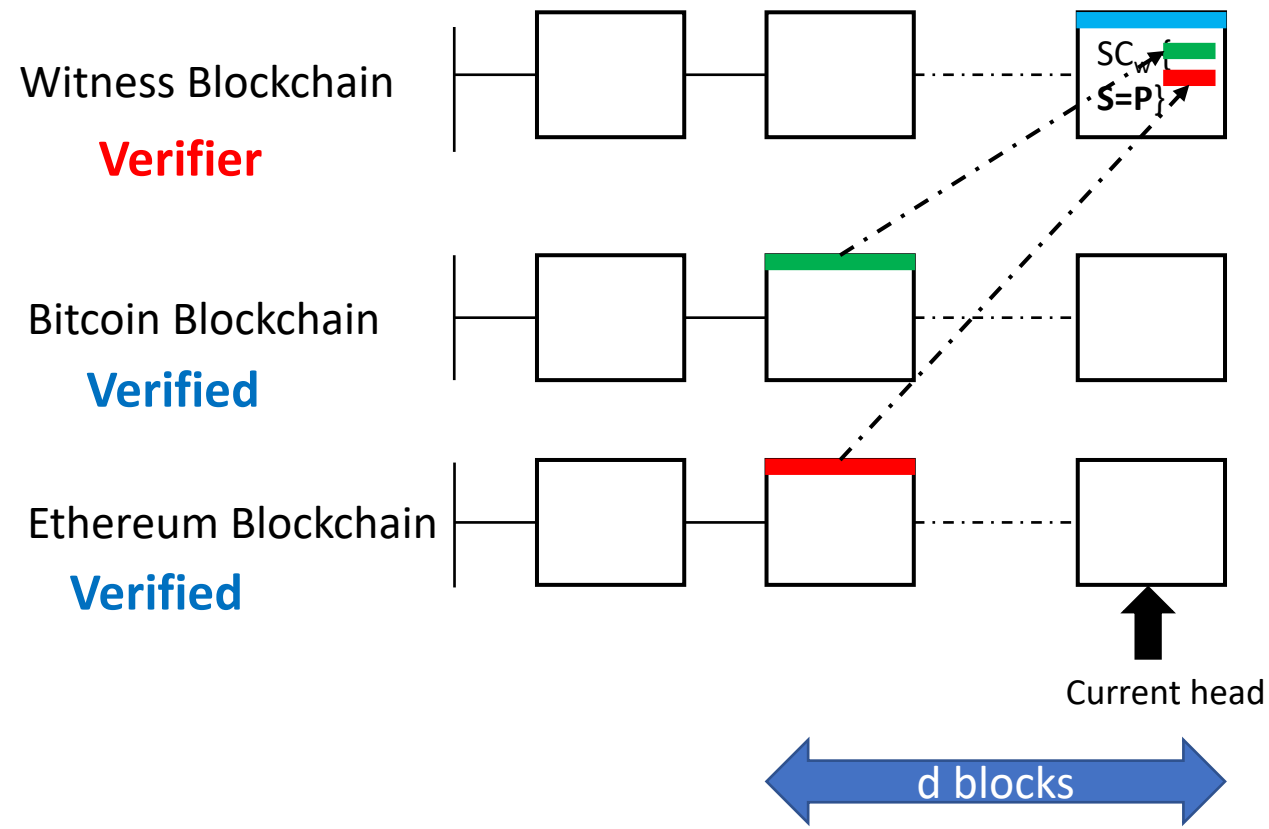 Witness Blockchain
Verifier
SCw {
S=P}
Bitcoin Blockchain
Verified
Ethereum Blockchain
Verified
Current head
d blocks